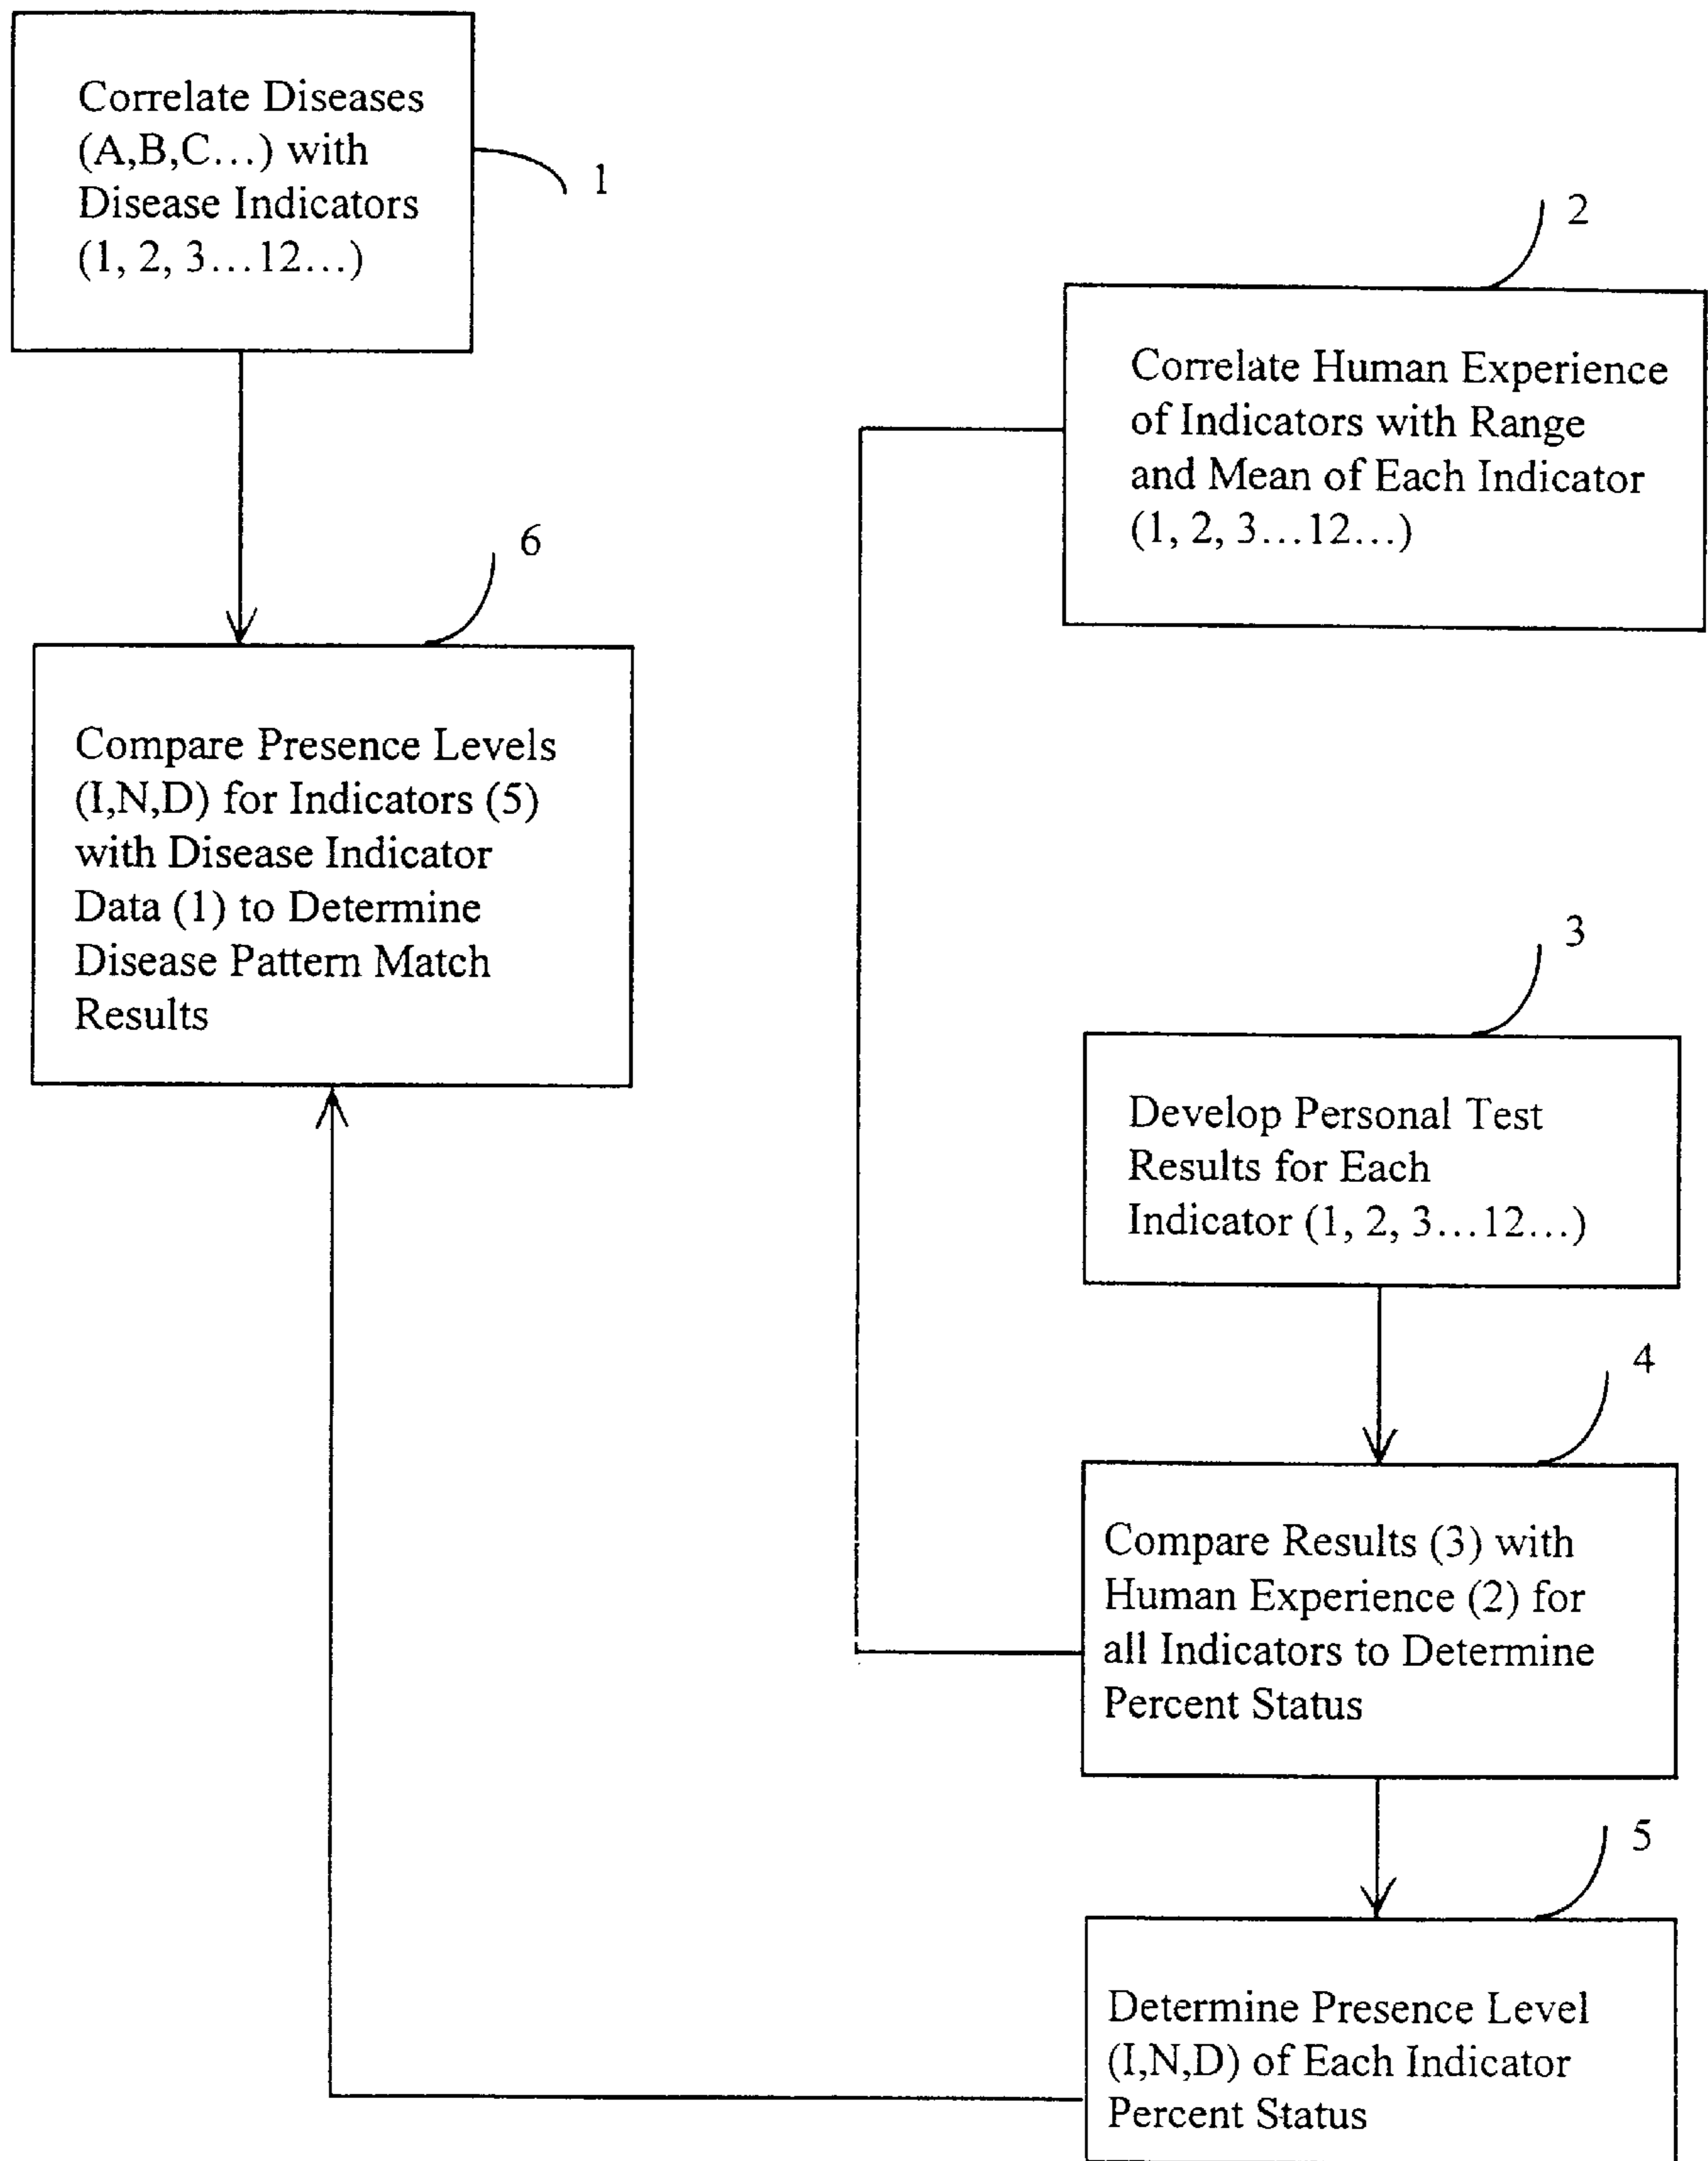 Correlate Diseases
(A,B,C...) with
Disease Indicators
(1, 2, 3...12...)
1
2
Correlate Human Experience
of Indicators with Range
and Mean of Each Indicator
(1, 2, 3...12...)
6
Compare Presence Levels
(I,N,D) for Indicators (5)
with Disease Indicator
Data (1) to Determine
Disease Pattern Match
Results
3
Develop Personal Test
Results for Each
Indicator (1, 2, 3...12...)
4
Compare Results (3) with
Human Experience (2) for
all Indicators to Determine
Percent Status
5
Determine Presence Level
(I,N,D) of Each Indicator
Percent Status